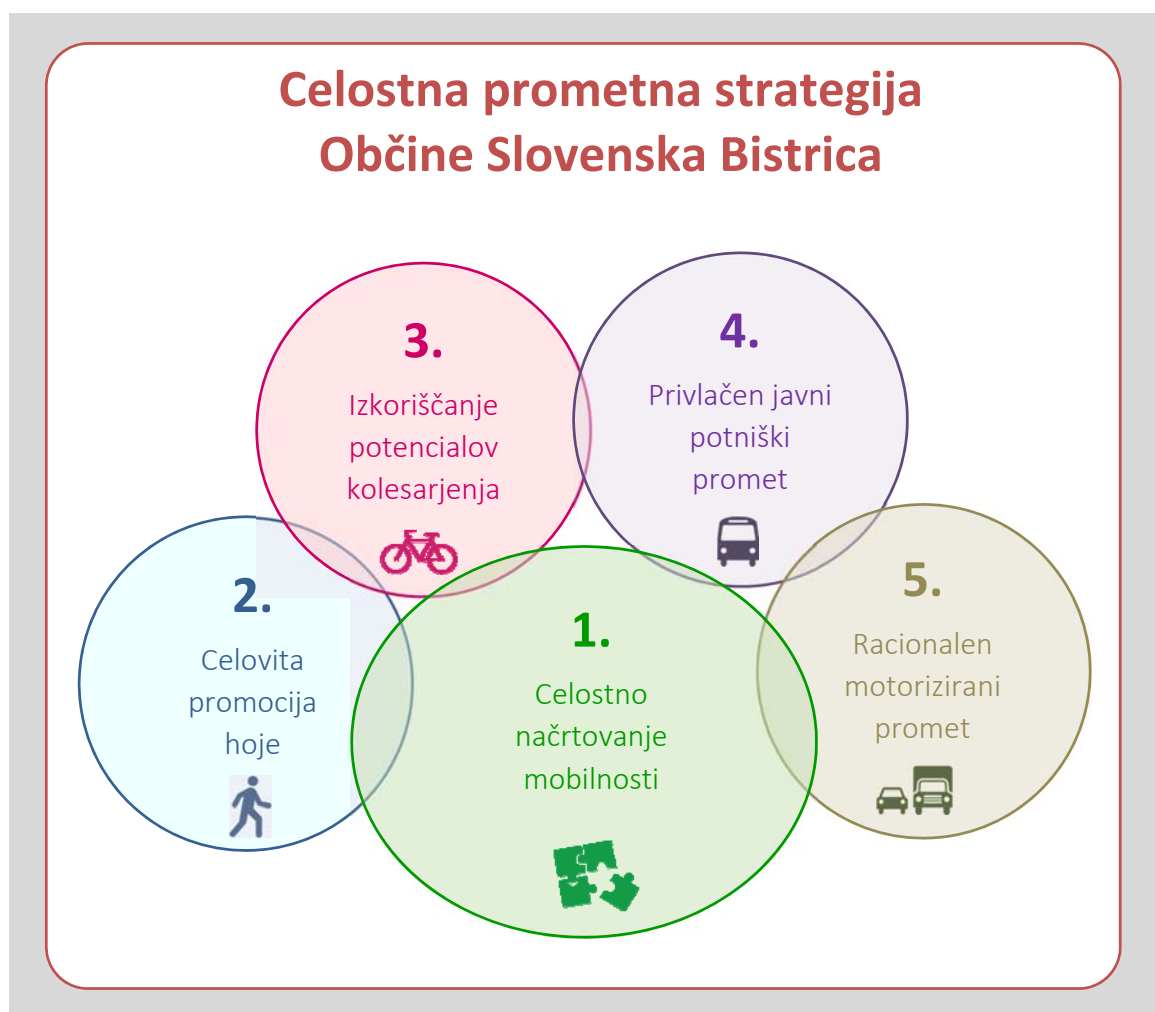 Celostna prometna strategija
Občine Slovenska Bistrica
3.
Izkoriščanje
potencialov
kolesarjenja
4.
Privlačen javni
potniški
promet
2.
Celovita
promocija
hoje
1.
Celostno
načrtovanje
mobilnosti
5.
Racionalen
motorizirani
promet